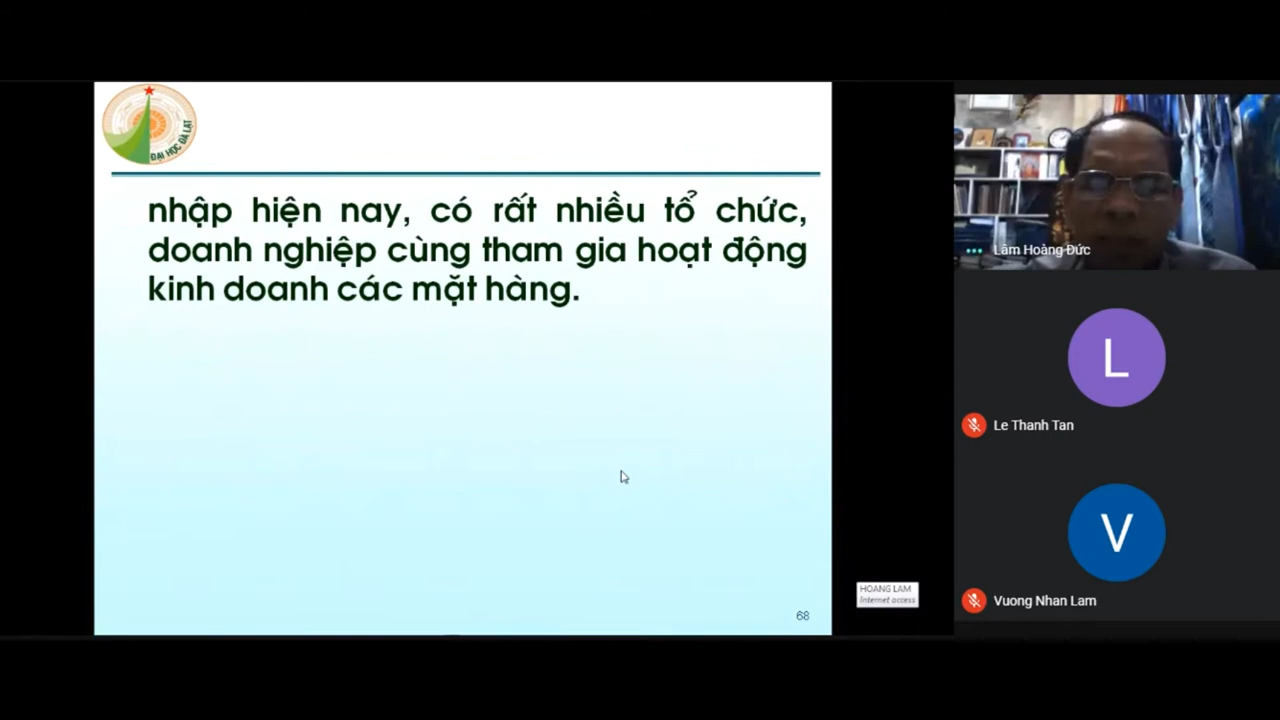 ĐẠI HỌC ĐÀ LẠT
nhập hiện nay, có rất nhiều tổ chức,
doanh nghiệp cùng tham gia hoạt động
kinh doanh các mặt hàng.
68
HOANG LAM
Internet access
Lâm Hoàng Đức
L
Le Thanh Tan
V
Vuong Nhan Lam